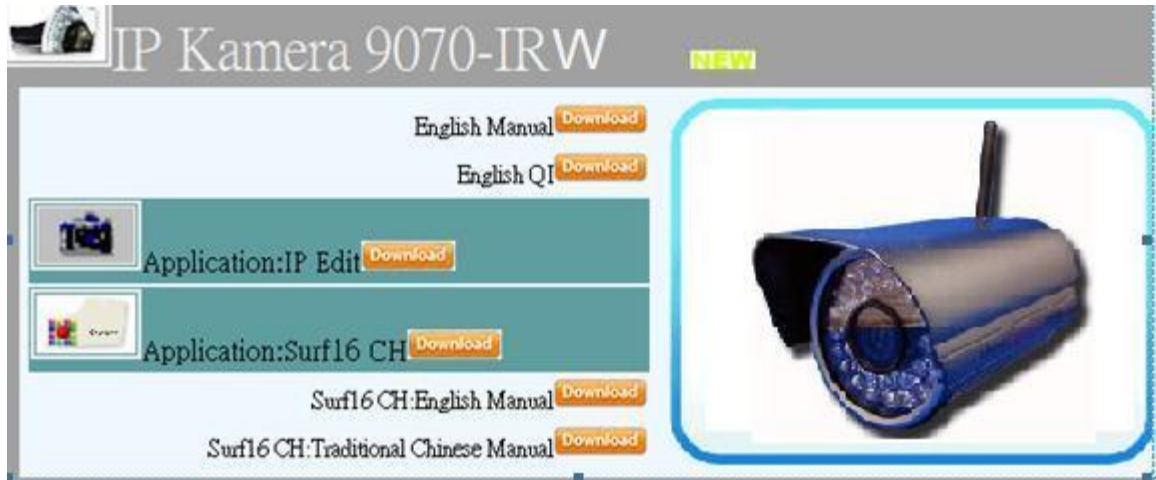 IP Kamera 9070-IRW NEW
English Manual Download
English QI Download
Application:IP Edit Download
Application:Surf16 CH Download
Surf16 CH:English Manual Download
Surf16 CH:Traditional Chinese Manual Download